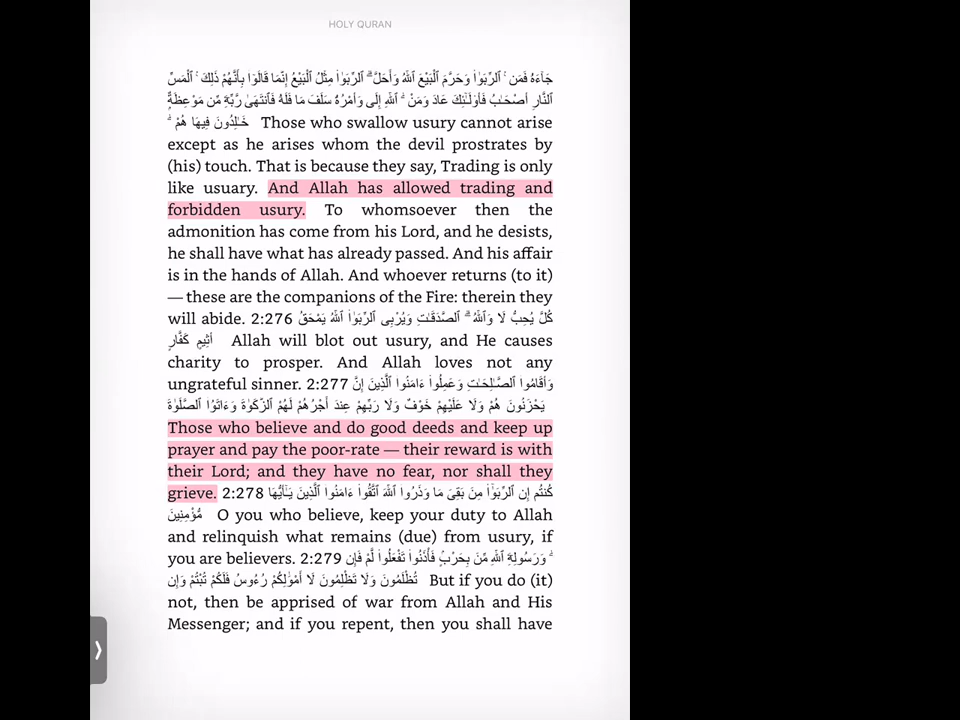 HOLY QURAN
ٱلْمَسِّ ۚ ذَٰلِكَ بِأَنَّهُمْ قَالُوٓا۟ إِنَّمَا ٱلْبَيْعُ مِثْلُ ٱلرِّبَوٰا۟ ۗ وَأَحَلَّ ٱللَّهُ ٱلْبَيْعَ وَحَرَّمَ ٱلرِّبَوٰا۟ ۚ فَمَن جَآءَهُۥ
مَوْعِظَةٌ مِّن رَّبِّهِۦ فَٱنتَهَىٰ فَلَهُۥ مَا سَلَفَ وَأَمْرُهُۥٓ إِلَى ٱللَّهِ ۖ وَمَنْ عَادَ فَأُو۟لَٰٓئِكَ أَصْحَٰبُ ٱلنَّارِ
ۖ هُمْ فِيهَا خَٰلِدُونَ Those who swallow usury cannot arise
except as he arises whom the devil prostrates by
(his) touch. That is because they say, Trading is only
like usuary. And Allah has allowed trading and
forbidden usury. To whomsoever then the
admonition has come from his Lord, and he desists,
he shall have what has already passed. And his affair
is in the hands of Allah. And whoever returns (to it)
— these are the companions of the Fire: therein they
will abide. 2:276 يَمْحَقُ ٱللَّهُ ٱلرِّبَوٰا۟ وَيُرْبِى ٱلصَّدَقَٰتِ ۗ وَٱللَّهُ لَا يُحِبُّ كُلَّ
كَفَّارٍ أَثِيمٍ Allah will blot out usury, and He causes
charity to prosper. And Allah loves not any
ungrateful sinner. 2:277 إِنَّ ٱلَّذِينَ ءَامَنُوا۟ وَعَمِلُوا۟ ٱلصَّٰلِحَٰتِ وَأَقَامُوا۟
ٱلصَّلَوٰةَ وَءَاتَوُا۟ ٱلزَّكَوٰةَ لَهُمْ أَجْرُهُمْ عِندَ رَبِّهِمْ وَلَا خَوْفٌ عَلَيْهِمْ وَلَا هُمْ يَحْزَنُونَ
Those who believe and do good deeds and keep up
prayer and pay the poor-rate — their reward is with
their Lord; and they have no fear, nor shall they
grieve. 2:278 يَٰٓأَيُّهَا ٱلَّذِينَ ءَامَنُوا۟ ٱتَّقُوا۟ ٱللَّهَ وَذَرُوا۟ مَا بَقِىَ مِنَ ٱلرِّبَوٰٓا۟ إِن كُنتُم
مُّؤْمِنِينَ O you who believe, keep your duty to Allah
and relinquish what remains (due) from usury, if
you are believers. 2:279 فَإِن لَّمْ تَفْعَلُوا۟ فَأْذَنُوا۟ بِحَرْبٍ مِّنَ ٱللَّهِ وَرَسُولِهِۦ ۖ
وَإِن تُبْتُمْ فَلَكُمْ رُءُوسُ أَمْوَٰلِكُمْ لَا تَظْلِمُونَ وَلَا تُظْلَمُونَ But if you do (it)
not, then be apprised of war from Allah and His
Messenger; and if you repent, then you shall have